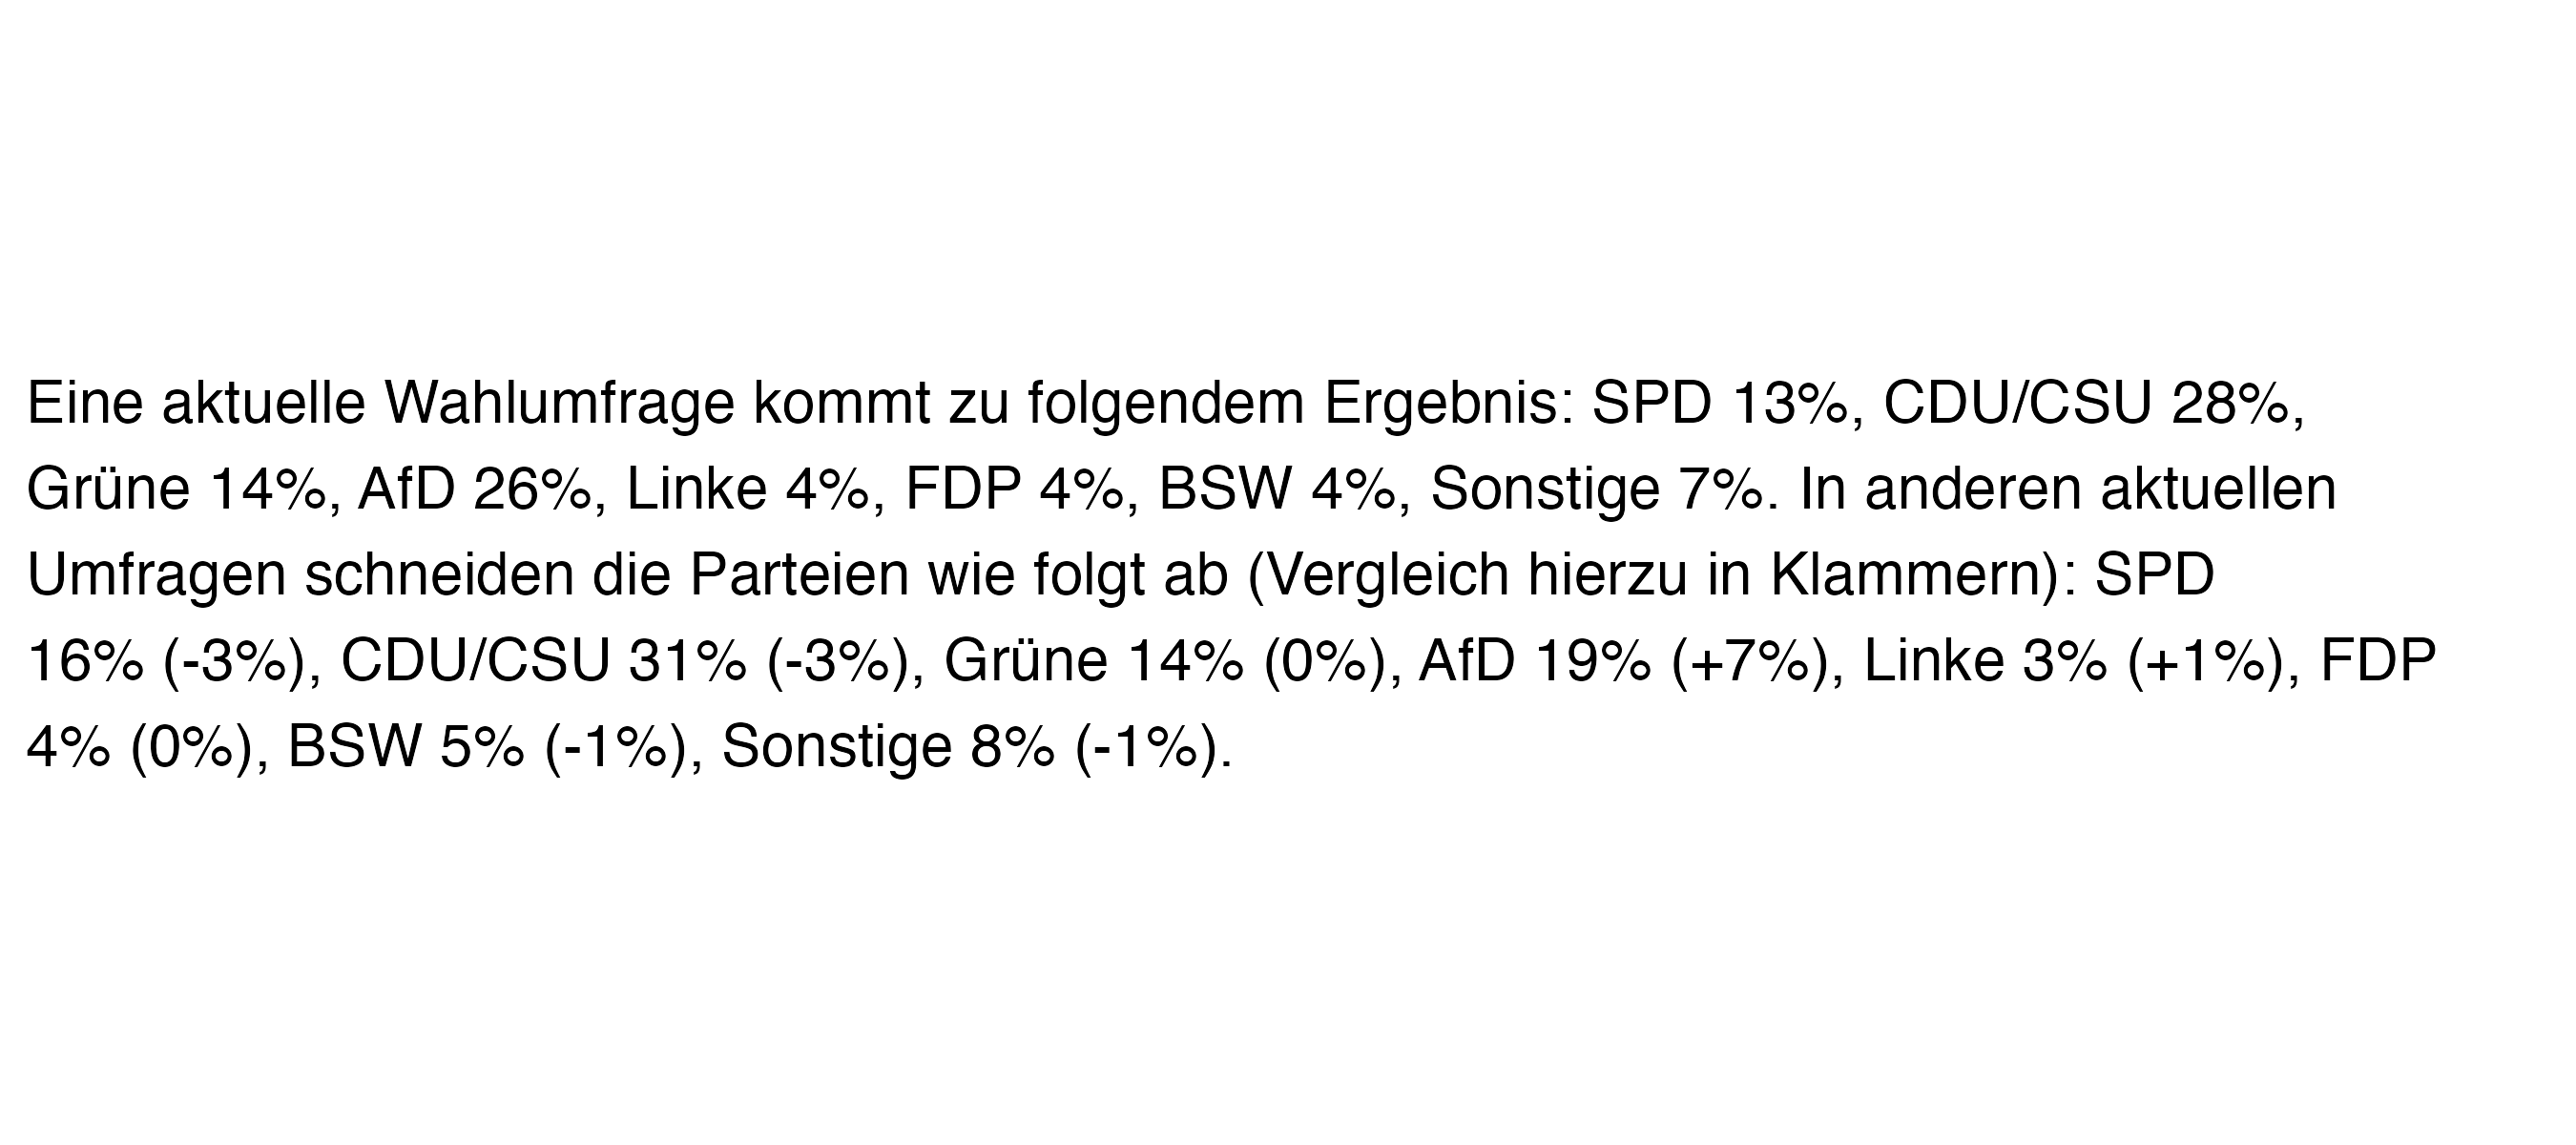 Eine aktuelle Wahlumfrage kommt zu folgendem Ergebnis: SPD 13%, CDU/CSU 28%,
Grüne 14%, AfD 26%, Linke 4%, FDP 4%, BSW 4%, Sonstige 7%. In anderen aktuellen
Umfragen schneiden die Parteien wie folgt ab (Vergleich hierzu in Klammern): SPD
16% (-3%), CDU/CSU 31% (-3%), Grüne 14% (0%), AfD 19% (+7%), Linke 3% (+1%), FDP
4% (0%), BSW 5% (-1%), Sonstige 8% (-1%).